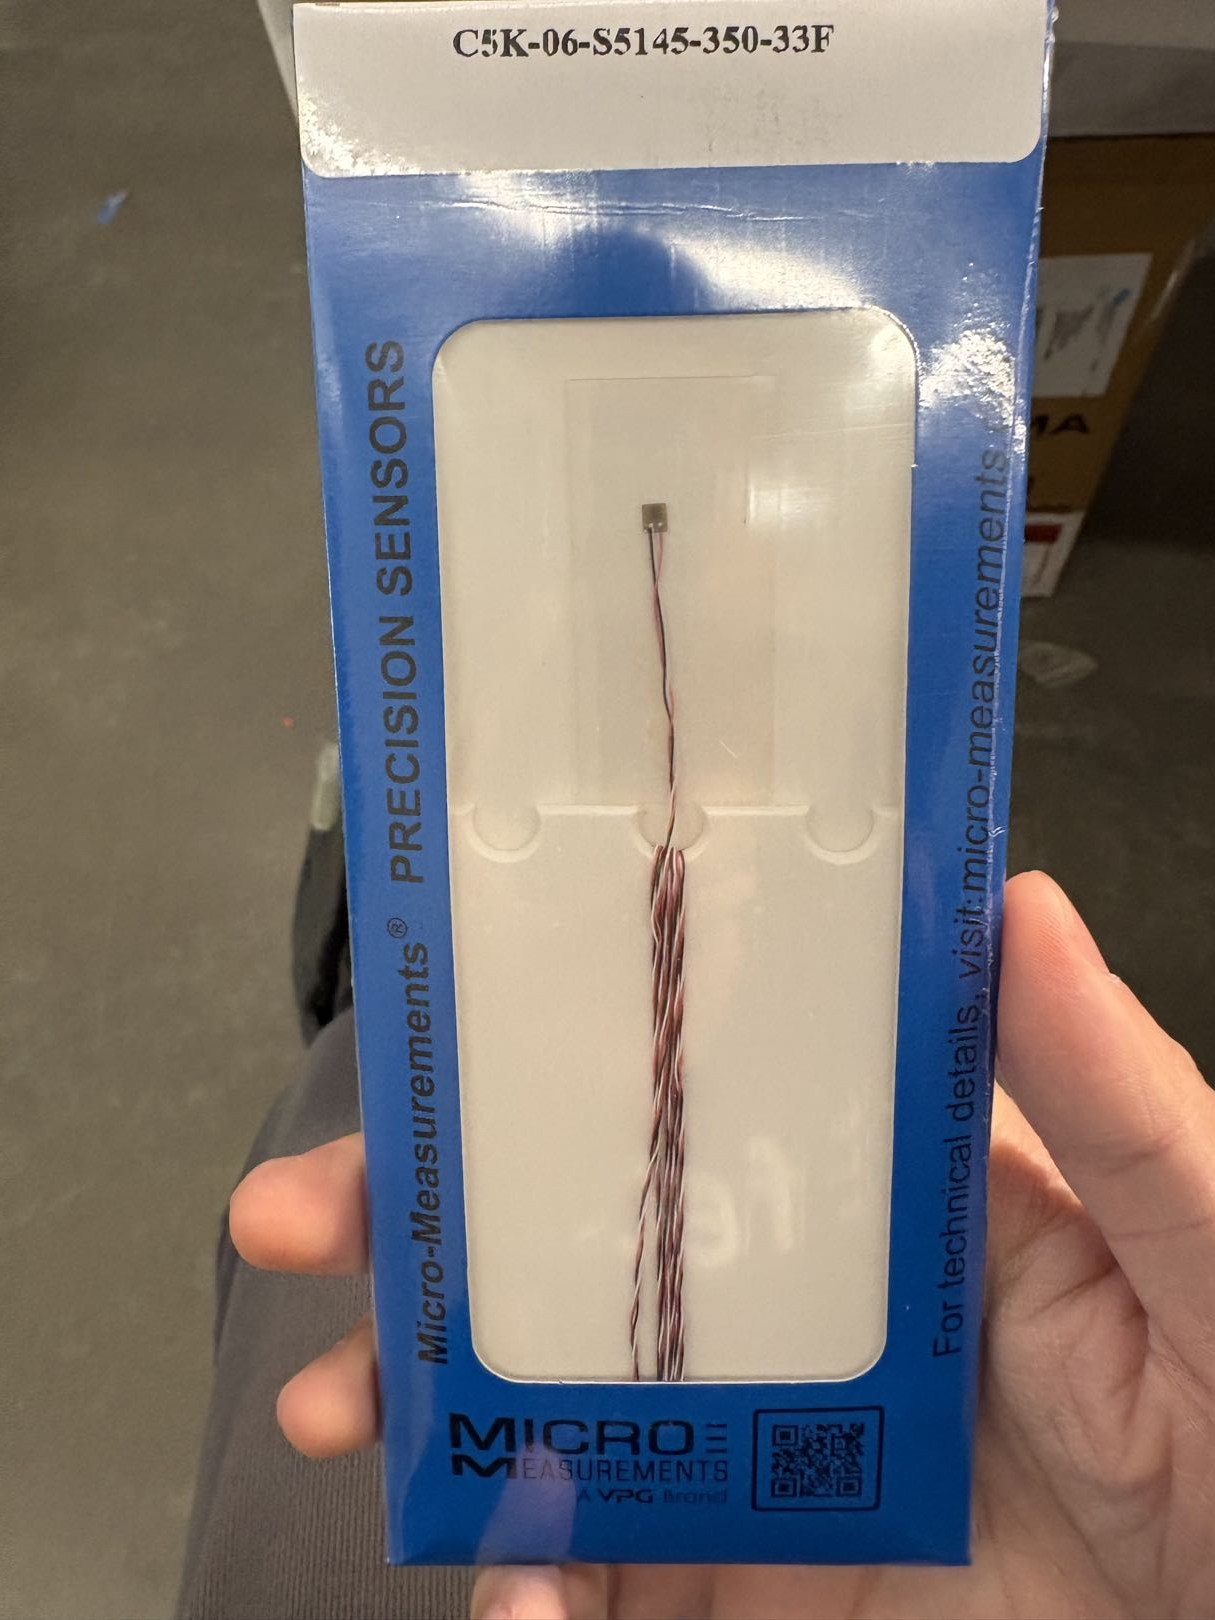 C5K-06-S5145-350-33F
Micro-Measurements® PRECISION SENSORS
For technical details, visit:micro-measurements
MICRO
MEASUREMENTS
A VPG Brand
MA